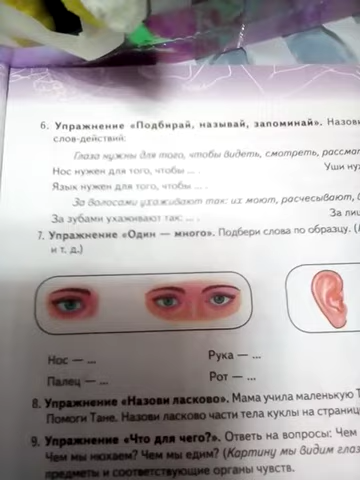 6. Упражнение «Подбирай, называй, запоминай». Назови
слов-действий:
Глаза нужны для того, чтобы видеть, смотреть, рассмат
Нос нужен для того, чтобы ... . Уши нуж
Язык нужен для того, чтобы ... .
За волосами ухаживают так: их моют, расчесывают,
За зубами ухаживают так: ... . За лиц
7. Упражнение «Один — много». Подбери слова по образцу.
и т. д.)
Нос — ... Рука — ...
Палец — ... Рот — ...
8. Упражнение «Назови ласково». Мама учила маленькую Т
Помоги Тане. Назови ласково части тела куклы на страниц
9. Упражнение «Что для чего?». Ответь на вопросы: Чем
Чем мы нюхаем? Чем мы едим? (Картину мы видим глаз
предметы и соответствующие органы чувств.